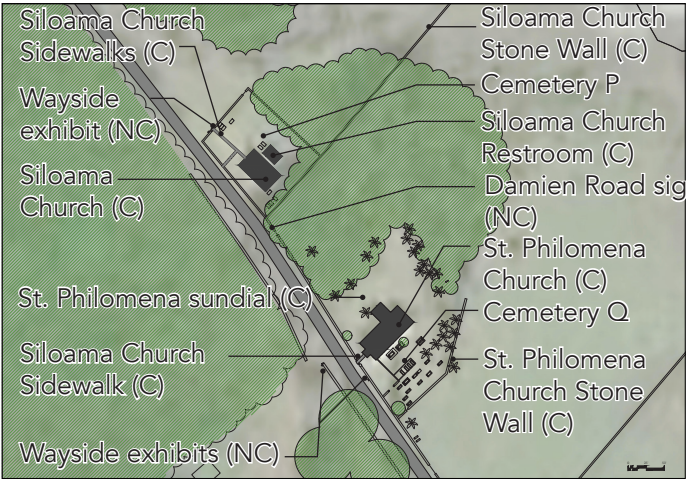 Siloama Church
Sidewalks (C)
Wayside
exhibit (NC)
Siloama
Church (C)
St. Philomena sundial (C)
Siloama Church
Sidewalk (C)
Wayside exhibits (NC)
Siloama Church
Stone Wall (C)
Cemetery P
Siloama Church
Restroom (C)
Damien Road sig
(NC)
St. Philomena
Church (C)
Cemetery Q
St. Philomena
Church Stone
Wall (C)